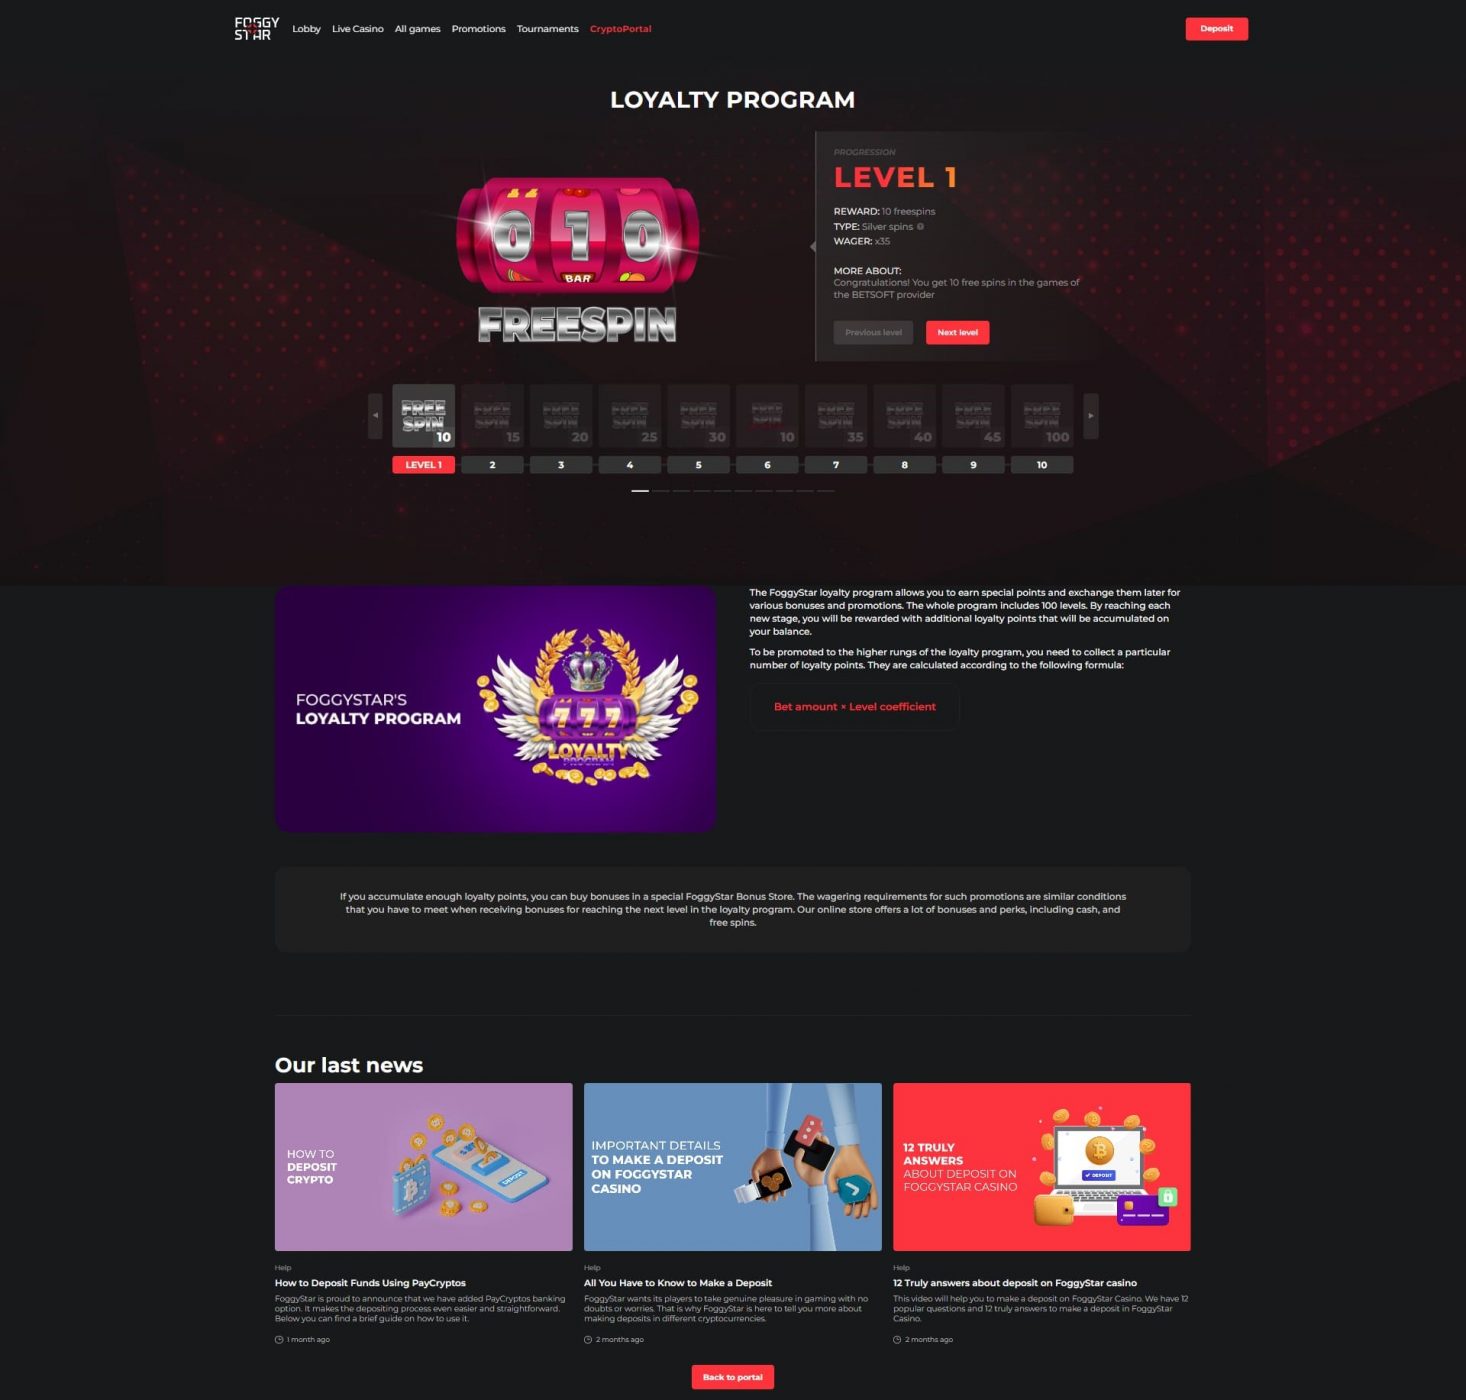 FOGGY STAR
Lobby Live Casino All games Promotions Tournaments CryptoPortal
Deposit
LOYALTY PROGRAM
PROGRESSION
LEVEL 1
REWARD: 10 freespins
TYPE: Silver spins
WAGER: x35
MORE ABOUT:
Congratulations! You get 10 free spins in the games of
the BETSOFT provider
Previous level Next level
010
BAR
FREESPIN
FREE SPIN 10
FREE SPIN 15
FREE SPIN 20
FREE SPIN 25
FREE SPIN 30
FREE SPIN 10
FREE SPIN 35
FREE SPIN 40
FREE SPIN 45
FREE SPIN 100
LEVEL 1 2 3 4 5 6 7 8 9 10
FOGGYSTAR'S
LOYALTY PROGRAM
777
LOYALTY
PROGRAM
The FoggyStar loyalty program allows you to earn special points and exchange them later for
various bonuses and promotions. The whole program includes 100 levels. By reaching each
new stage, you will be rewarded with additional loyalty points that will be accumulated on
your balance.
To be promoted to the higher rungs of the loyalty program, you need to collect a particular
number of loyalty points. They are calculated according to the following formula:
Bet amount × Level coefficient
If you accumulate enough loyalty points, you can buy bonuses in a special FoggyStar Bonus Store. The wagering requirements for such promotions are similar conditions
that you have to meet when receiving bonuses for reaching the next level in the loyalty program. Our online store offers a lot of bonuses and perks, including cash, and
free spins.
Our last news
HOW TO
DEPOSIT
CRYPTO
DEPOSIT
Help
How to Deposit Funds Using PayCryptos
FoggyStar is proud to announce that we have added PayCryptos banking
option. It makes the depositing process even easier and straightforward.
Below you can find a brief guide on how to use it.
1 month ago
IMPORTANT DETAILS
TO MAKE A DEPOSIT
ON FOGGYSTAR
CASINO
Help
All You Have to Know to Make a Deposit
FoggyStar wants its players to take genuine pleasure in gaming with no
doubts or worries. That is why FoggyStar is here to tell you more about
making deposits in different cryptocurrencies.
2 months ago
12 TRULY
ANSWERS
ABOUT DEPOSIT ON
FOGGYSTAR CASINO
DEPOSIT
Help
12 Truly answers about deposit on FoggyStar casino
This video will help you to make a deposit on FoggyStar Casino. We have 12
popular questions and 12 truly answers to make a deposit in FoggyStar
Casino.
2 months ago
Back to portal